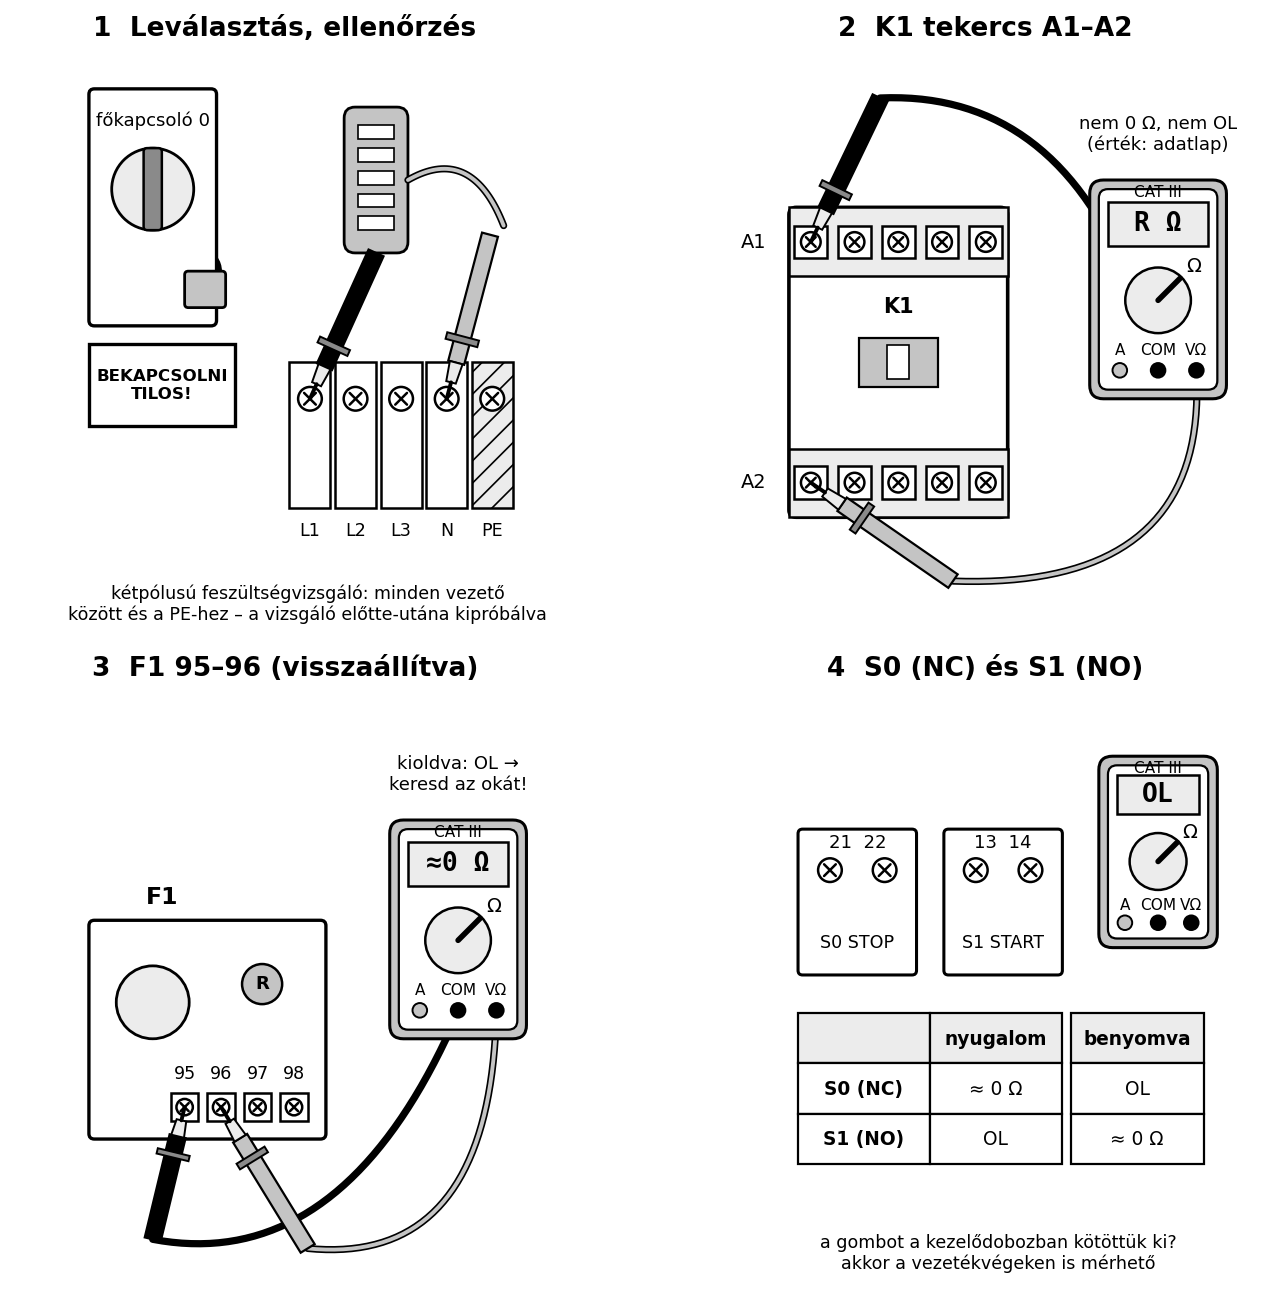 1 Leválasztás, ellenőrzés
főkapcsoló 0
BEKAPCSOLNI
TILOS!
L1 L2 L3 N PE
kétpólusú feszültségvizsgáló: minden vezető
között és a PE-hez – a vizsgáló előtte-utána kipróbálva
2 K1 tekercs A1–A2
nem 0 Ω, nem OL
(érték: adatlap)
CAT III
R Ω
Ω
A COM VΩ
A1
K1
A2
3 F1 95–96 (visszaállítva)
kioldva: OL →
keresd az okát!
CAT III
≈0 Ω
Ω
A COM VΩ
F1
R
95 96 97 98
4 S0 (NC) és S1 (NO)
CAT III
OL
Ω
A COM VΩ
21 22
S0 STOP
13 14
S1 START
nyugalom benyomva
S0 (NC) ≈ 0 Ω OL
S1 (NO) OL ≈ 0 Ω
a gombot a kezelődobozban kötöttük ki?
akkor a vezetékvégeken is mérhető